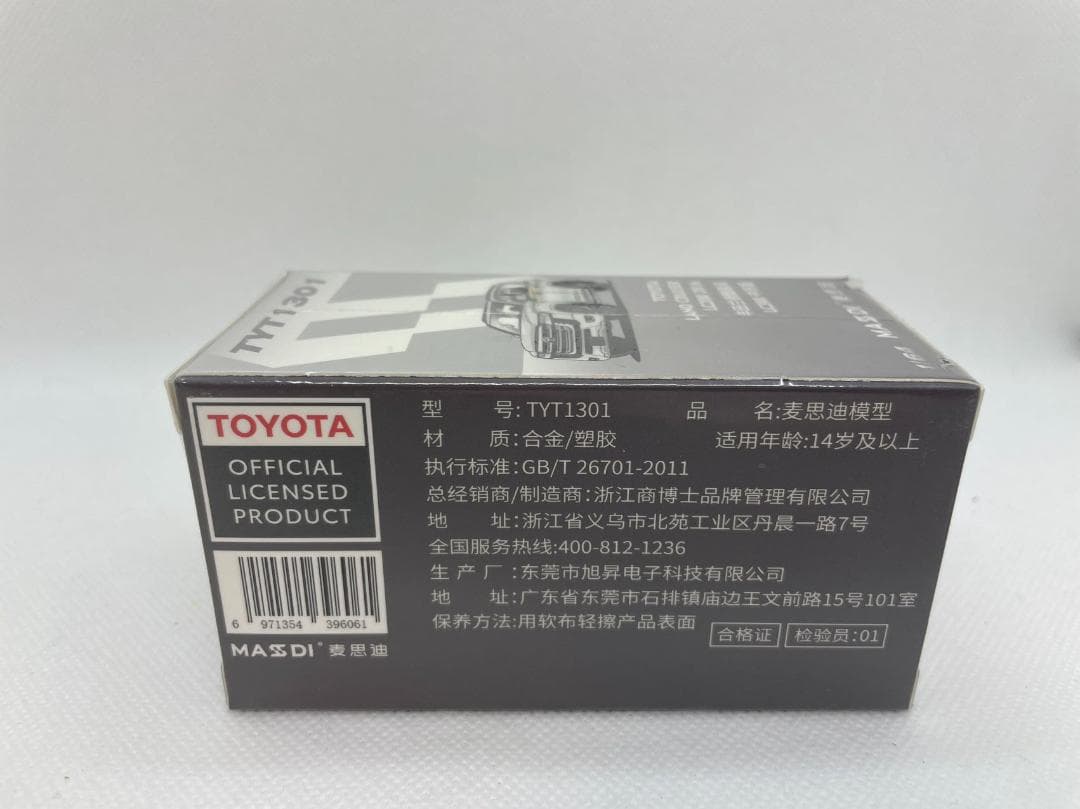 TYT1301
TOYOTA
OFFICIAL
LICENSED
PRODUCT
6 971354 396061
MASSDI® 麦思迪
型 号:TYT1301 品 名:麦思迪模型
材 质:合金/塑胶 适用年龄:14岁及以上
执行标准:GB/T 26701-2011
总经销商/制造商:浙江商博士品牌管理有限公司
地 址:浙江省义乌市北苑工业区丹晨一路7号
全国服务热线:400-812-1236
生 产 厂:东莞市旭昇电子科技有限公司
地 址:广东省东莞市石排镇庙边王文前路15号101室
保养方法:用软布轻擦产品表面
合格证 检验员:01